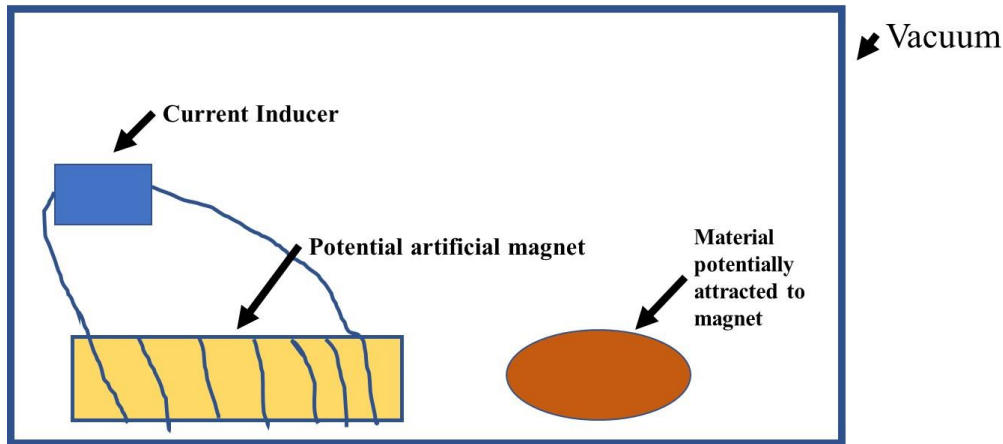 Vacuum
Current Inducer
Potential artificial magnet
Material
potentially
attracted to
magnet